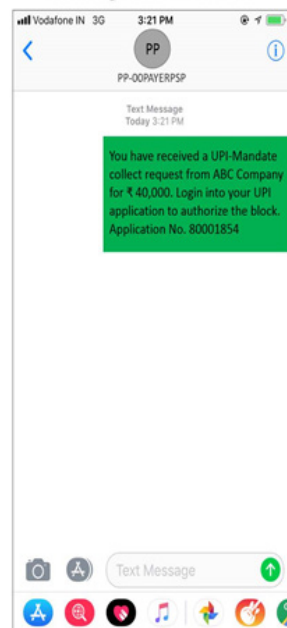 Vodafone IN 3G 3:21 PM
PP
PP-OOPAYERPSP
Text Message
Today 3:21 PM
You have received a UPI-Mandate
collect request from ABC Company
for ₹ 40,000. Login into your UPI
application to authorize the block.
Application No. 80001854
Text Message